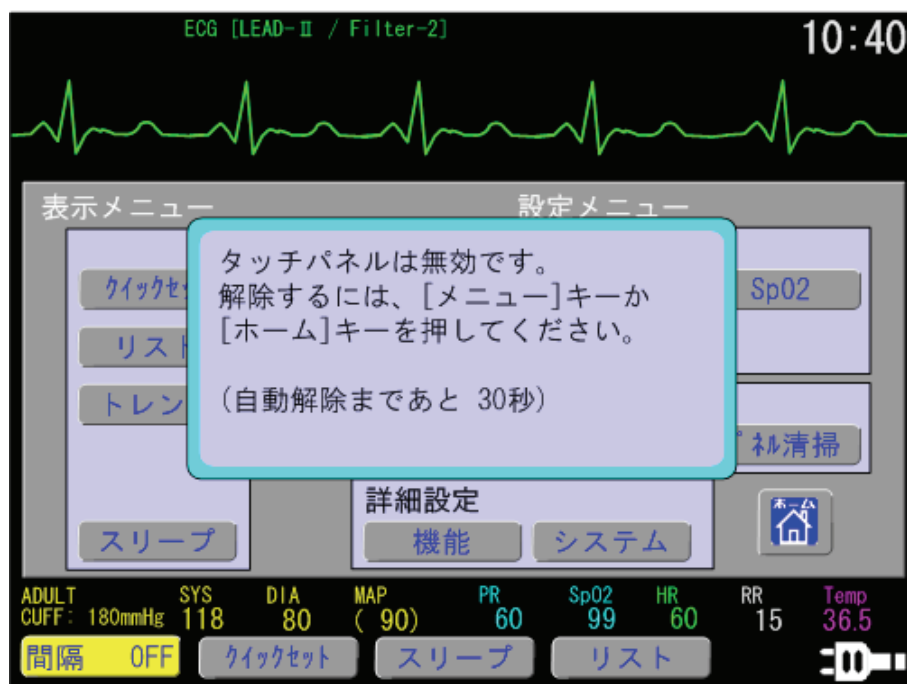 ECG [LEAD-Ⅱ / Filter-2]
10:40
表示メニュー
設定メニュー
タッチパネルは無効です。
解除するには、[メニュー]キーか
[ホーム]キーを押してください。
(自動解除まであと 30秒)
ｸｲｯｸｾ
リスト
トレン
スリープ
SpO2
ﾈﾙ清掃
詳細設定
機能
システム
ホーム
ADULT SYS DIA MAP PR SpO2 HR RR Temp
CUFF: 180mmHg 118 80 ( 90) 60 99 60 15 36.5
間隔 OFF
ｸｲｯｸｾｯﾄ
スリープ
リスト